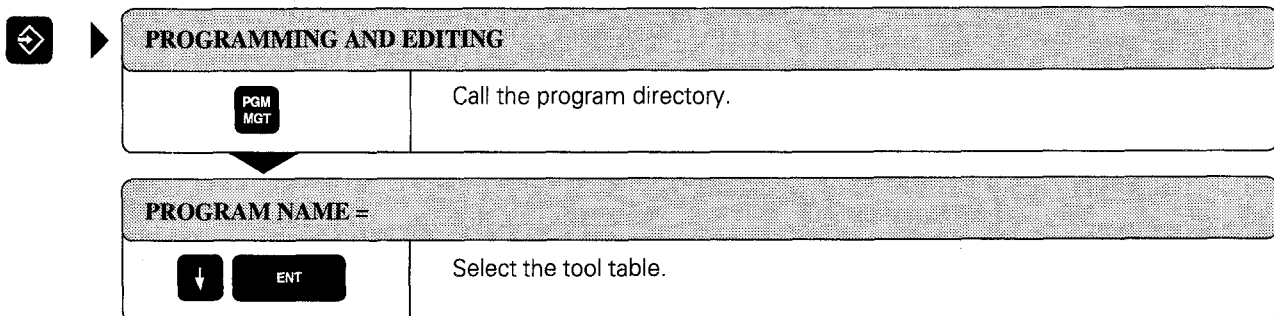 PROGRAMMING AND EDITING
PGM
MGT
Call the program directory.
PROGRAM NAME =
ENT
Select the tool table.